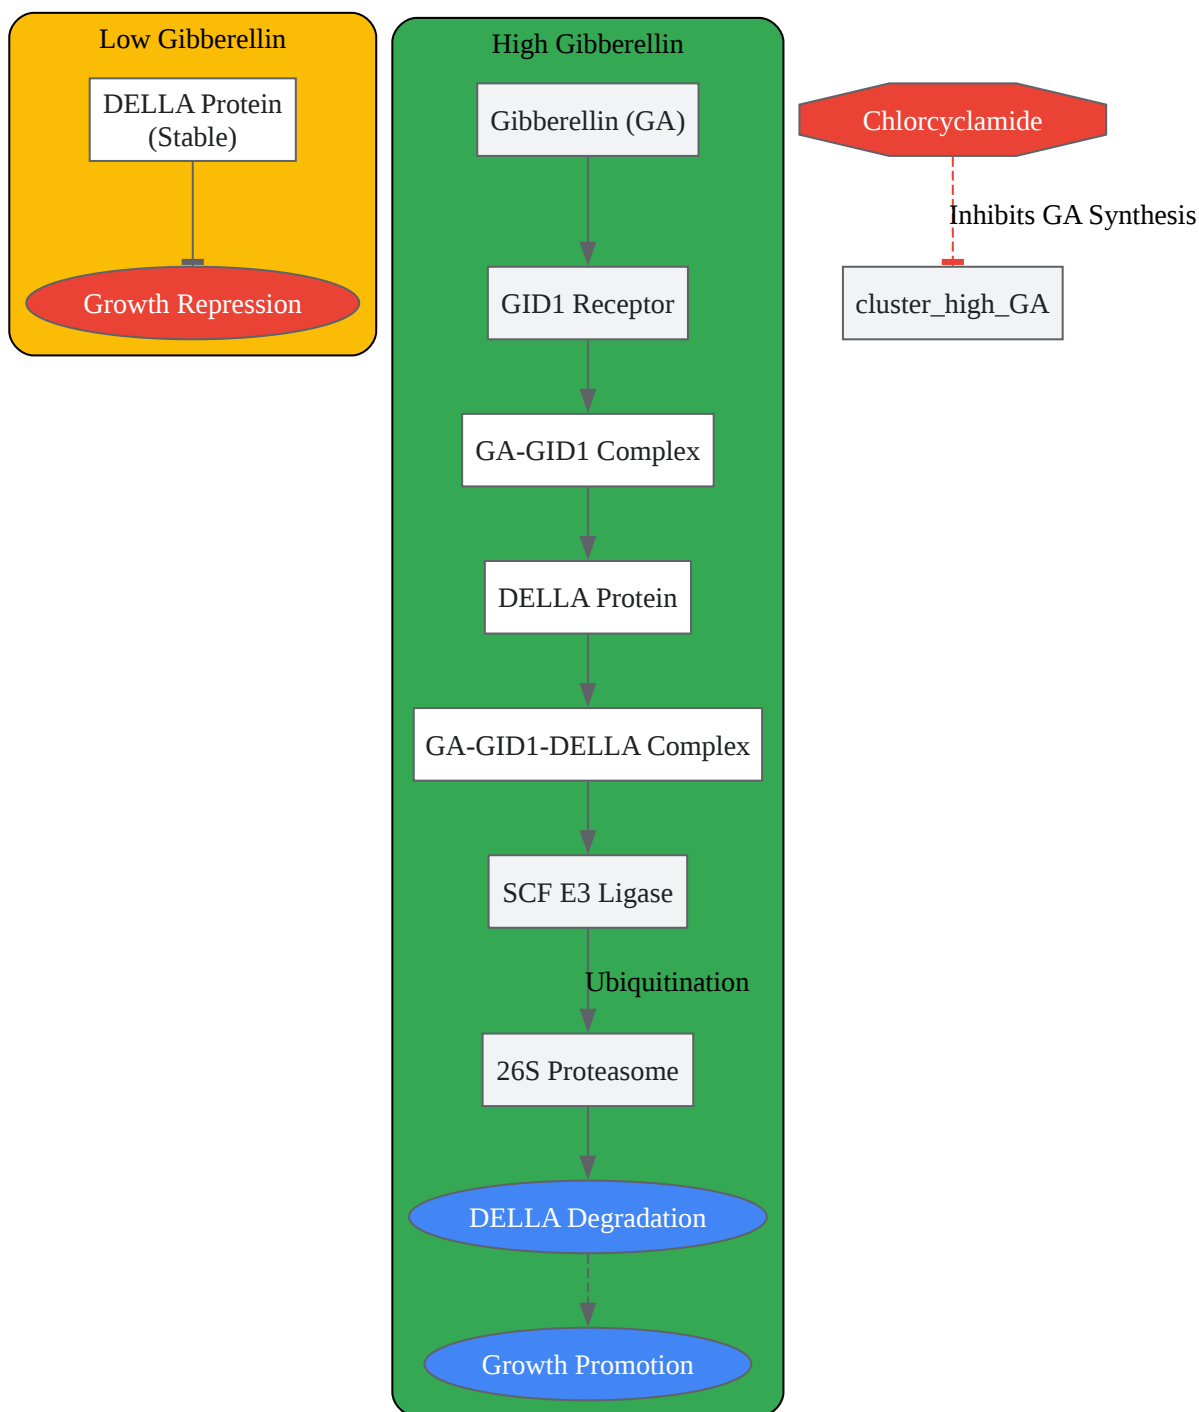 Low Gibberellin
DELLA Protein
(Stable)
Growth Repression
High Gibberellin
Gibberellin (GA)
GID1 Receptor
GA-GID1 Complex
DELLA Protein
GA-GID1-DELLA Complex
SCF E3 Ligase
Ubiquitination
26S Proteasome
DELLA Degradation
Growth Promotion
Chlorcyclamide
Inhibits GA Synthesis
cluster_high_GA